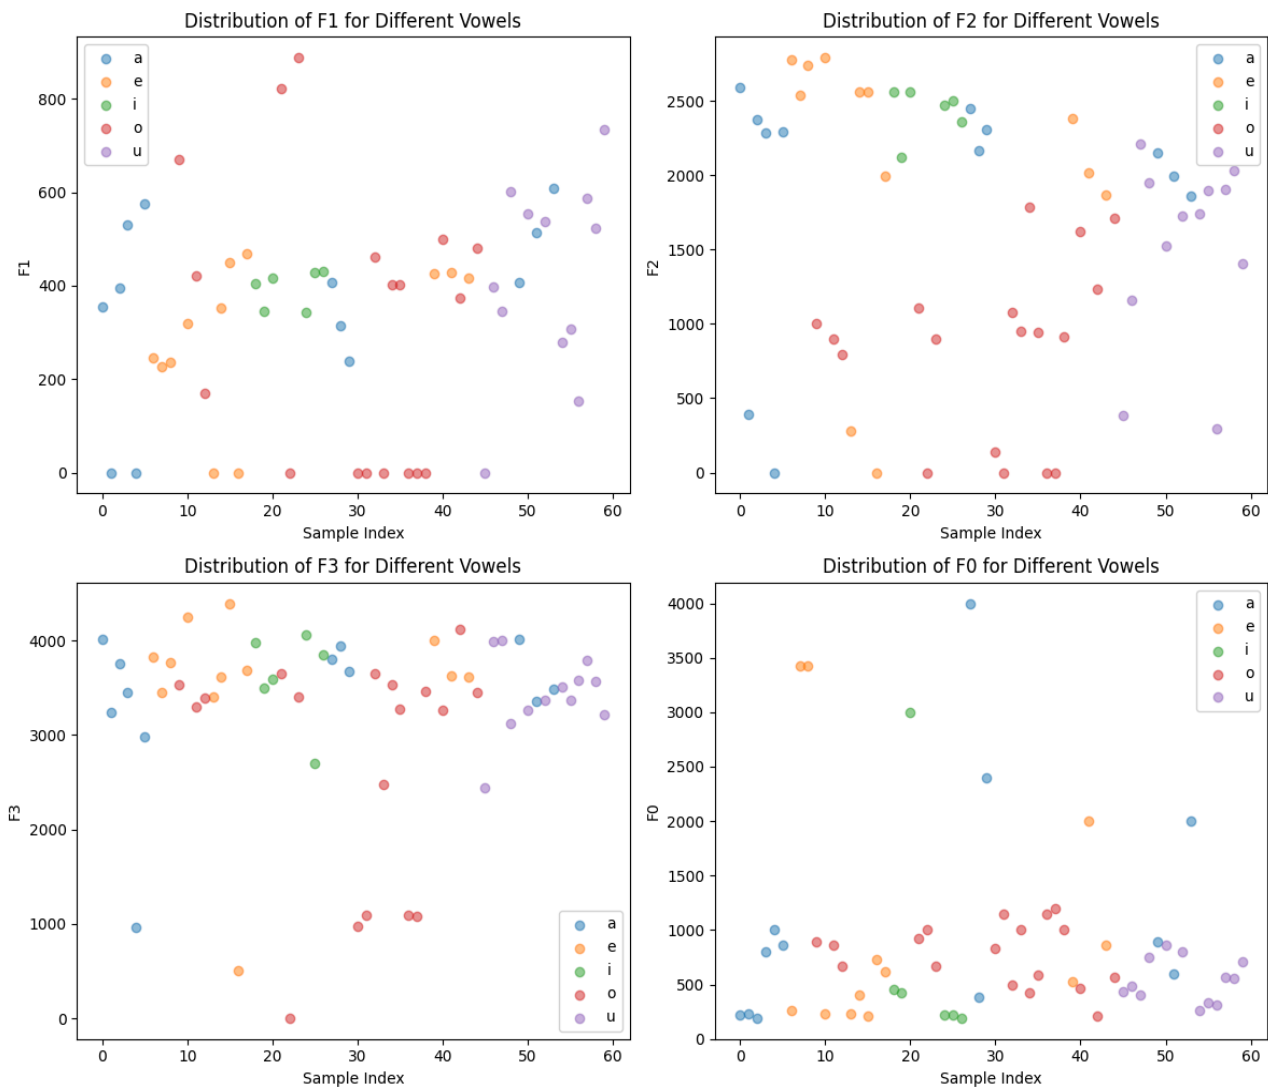 Distribution of F1 for Different Vowels
F1
800
600
400
200
0
0 10 20 30 40 50 60
Sample Index
a
e
i
o
u
Distribution of F2 for Different Vowels
F2
2500
2000
1500
1000
500
0
0 10 20 30 40 50 60
Sample Index
a
e
i
o
u
Distribution of F3 for Different Vowels
F3
4000
3000
2000
1000
0
0 10 20 30 40 50 60
Sample Index
a
e
i
o
u
Distribution of F0 for Different Vowels
F0
4000
3500
3000
2500
2000
1500
1000
500
0
0 10 20 30 40 50 60
Sample Index
a
e
i
o
u